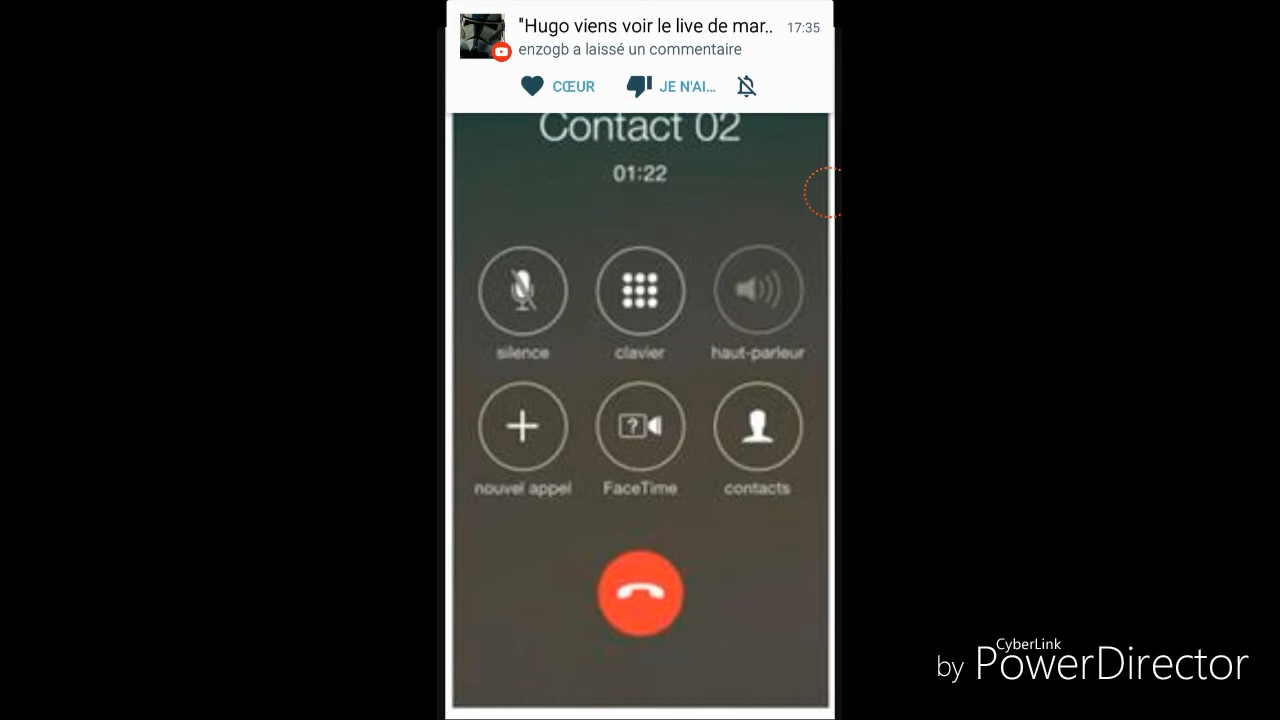 "Hugo viens voir le live de mar..
17:35
enzogb a laissé un commentaire
CŒUR
JE N'AI...
Contact 02
01:22
silence
clavier
haut-parleur
?
nouvel appel
FaceTime
contacts
CyberLink
by PowerDirector